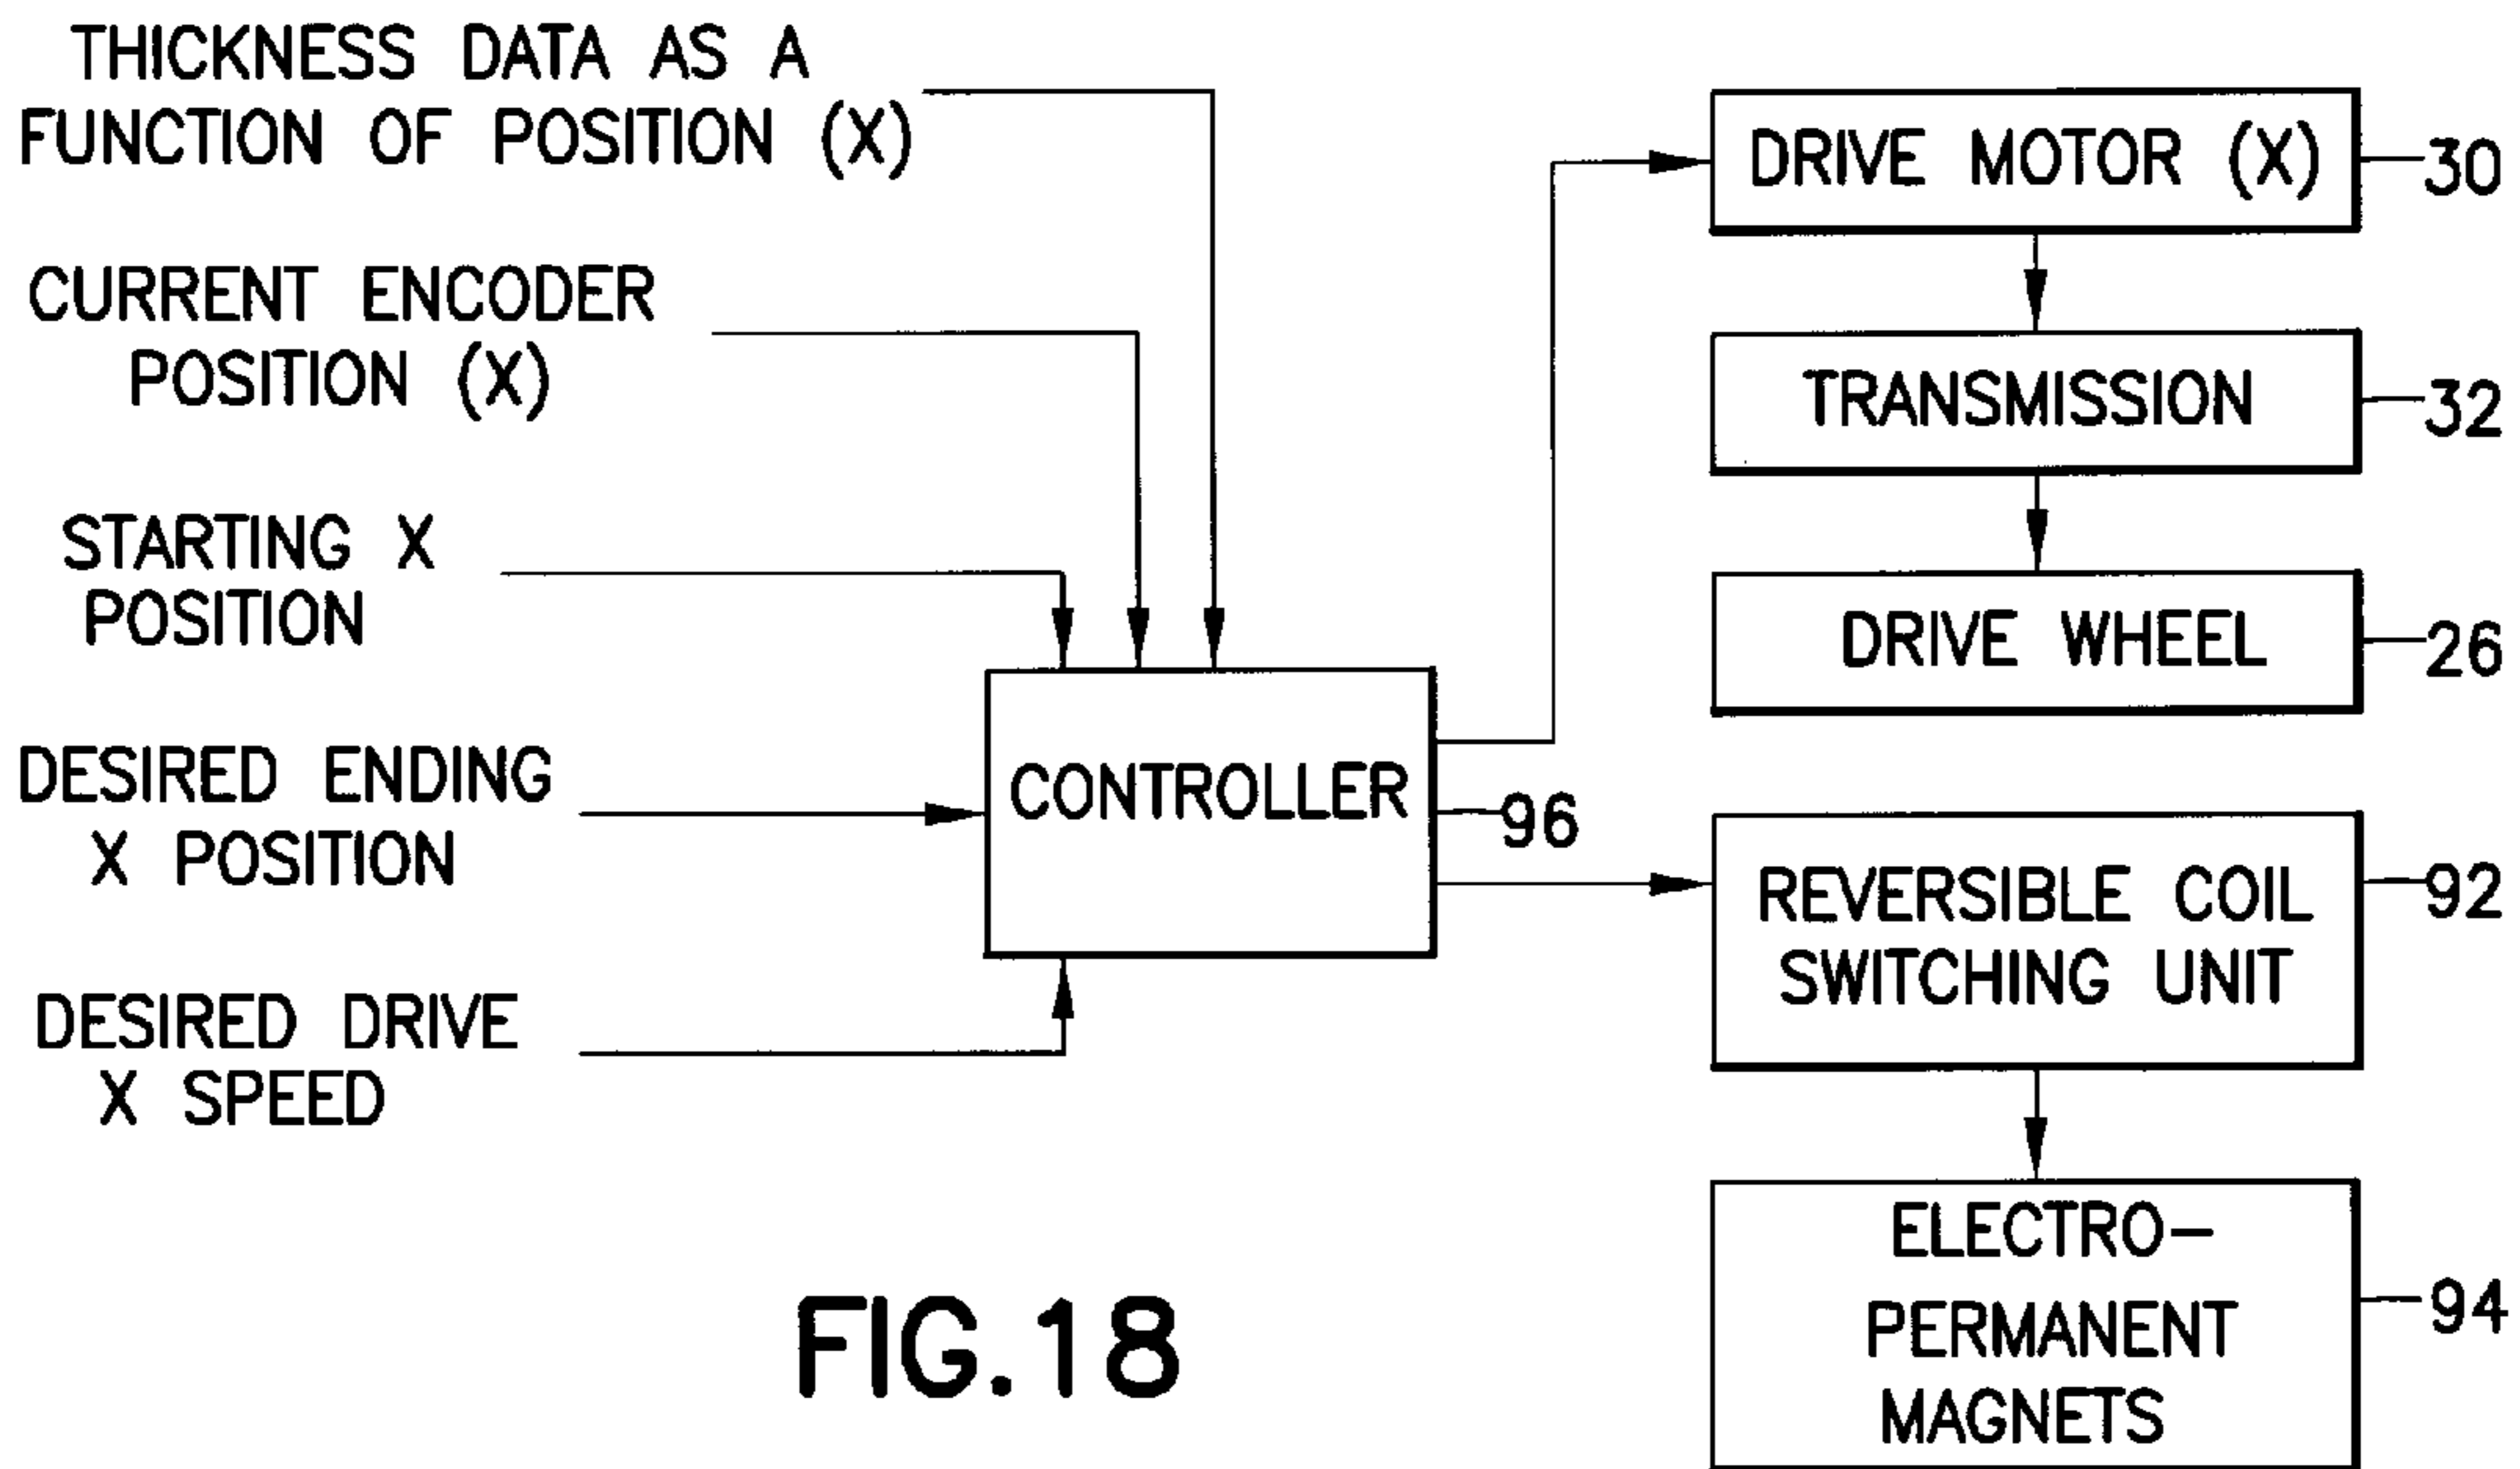 THICKNESS DATA AS A
FUNCTION OF POSITION (X)
CURRENT ENCODER
POSITION (X)
STARTING X
POSITION
DESIRED ENDING
X POSITION
DESIRED DRIVE
X SPEED
CONTROLLER
96
DRIVE MOTOR (X)
30
TRANSMISSION
32
DRIVE WHEEL
26
REVERSIBLE COIL
SWITCHING UNIT
92
ELECTRO-
PERMANENT
MAGNETS
94
FIG.18